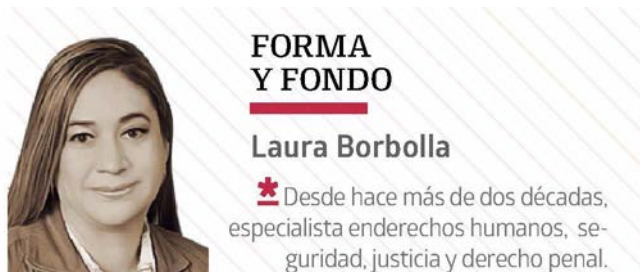 FORMA
Y FONDO
Laura Borbolla
* Desde hace más de dos décadas,
especialista enderechos humanos, se-
guridad, justicia y derecho penal.